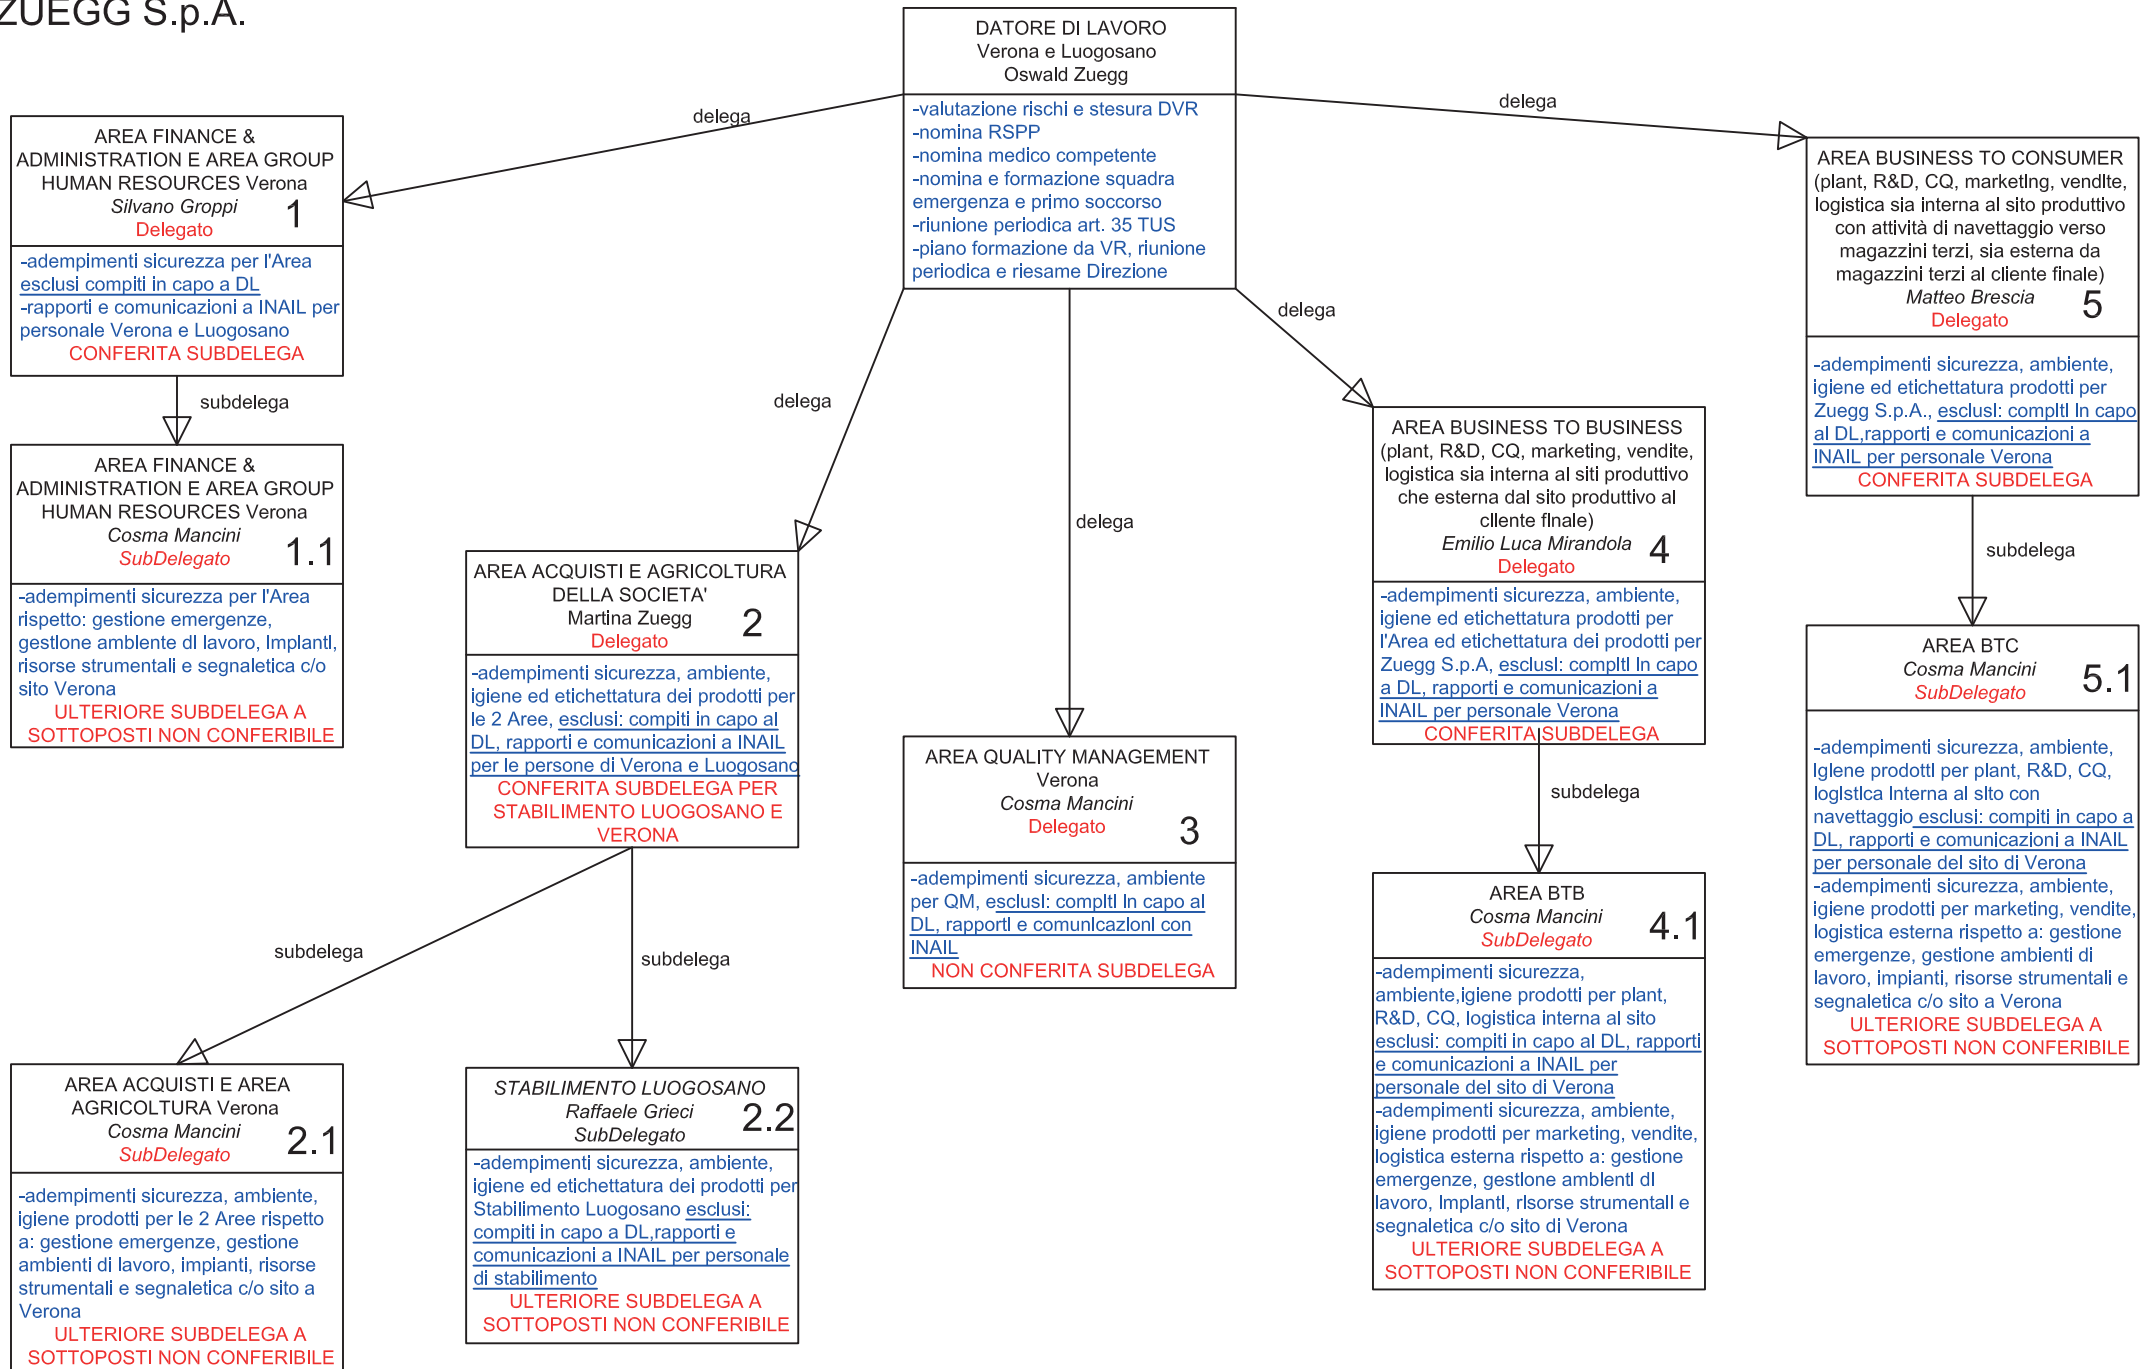 ZUEGG S.p.A.
DATORE DI LAVORO
Verona e Luogosano
Oswald Zuegg
-valutazione rischi e stesura DVR
-nomina RSPP
-nomina medico competente
-nomina e formazione squadra
emergenza e primo soccorso
-riunione periodica art. 35 TUS
-piano formazione da VR, riunione
periodica e riesame Direzione
delega
delega
delega
delega
delega
AREA FINANCE &
ADMINISTRATION E AREA GROUP
HUMAN RESOURCES Verona
Silvano Groppi
1
Delegato
-adempimenti sicurezza per l'Area
esclusi compiti in capo a DL
-rapporti e comunicazioni a INAIL per
personale Verona e Luogosano
CONFERITA SUBDELEGA
subdelega
AREA FINANCE &
ADMINISTRATION E AREA GROUP
HUMAN RESOURCES Verona
Cosma Mancini
1.1
SubDelegato
-adempimenti sicurezza per l'Area
rispetto: gestione emergenze,
gestione ambiente di lavoro, Impianti,
risorse strumentali e segnaletica c/o
sito Verona
ULTERIORE SUBDELEGA A
SOTTOPOSTI NON CONFERIBILE
AREA ACQUISTI E AGRICOLTURA
DELLA SOCIETA'
Martina Zuegg
2
Delegato
-adempimenti sicurezza, ambiente,
igiene ed etichettatura dei prodotti per
le 2 Aree, esclusi: compiti in capo al
DL, rapporti e comunicazioni a INAIL
per le persone di Verona e Luogosano
CONFERITA SUBDELEGA PER
STABILIMENTO LUOGOSANO E
VERONA
subdelega
subdelega
AREA ACQUISTI E AREA
AGRICOLTURA Verona
Cosma Mancini
2.1
SubDelegato
-adempimenti sicurezza, ambiente,
igiene prodotti per le 2 Aree rispetto
a: gestione emergenze, gestione
ambienti di lavoro, impianti, risorse
strumentali e segnaletica c/o sito a
Verona
ULTERIORE SUBDELEGA A
SOTTOPOSTI NON CONFERIBILE
STABILIMENTO LUOGOSANO
Raffaele Grieci
2.2
SubDelegato
-adempimenti sicurezza, ambiente,
igiene ed etichettatura dei prodotti per
Stabilimento Luogosano esclusi:
compiti in capo a DL,rapporti e
comunicazioni a INAIL per personale
di stabilimento
ULTERIORE SUBDELEGA A
SOTTOPOSTI NON CONFERIBILE
AREA QUALITY MANAGEMENT
Verona
Cosma Mancini
Delegato
3
-adempimenti sicurezza, ambiente
per QM, esclusi: compiti In capo al
DL, rapporti e comunicazioni con
INAIL
NON CONFERITA SUBDELEGA
AREA BUSINESS TO BUSINESS
(plant, R&D, CQ, marketing, vendite,
logistica sia interna al siti produttivo
che esterna dal sito produttivo al
cliente finale)
Emilio Luca Mirandola
4
Delegato
-adempimenti sicurezza, ambiente,
igiene ed etichettatura prodotti per
l'Area ed etichettatura dei prodotti per
Zuegg S.p.A, esclusi: compiti In capo
a DL, rapporti e comunicazioni a
INAIL per personale Verona
CONFERITA SUBDELEGA
subdelega
AREA BTB
Cosma Mancini
4.1
SubDelegato
-adempimenti sicurezza,
ambiente,igiene prodotti per plant,
R&D, CQ, logistica interna al sito
esclusi: compiti in capo al DL, rapporti
e comunicazioni a INAIL per
personale del sito di Verona
-adempimenti sicurezza, ambiente,
igiene prodotti per marketing, vendite,
logistica esterna rispetto a: gestione
emergenze, gestione ambienti di
lavoro, Impianti, risorse strumentali e
segnaletica c/o sito di Verona
ULTERIORE SUBDELEGA A
SOTTOPOSTI NON CONFERIBILE
AREA BUSINESS TO CONSUMER
(plant, R&D, CQ, marketing, vendite,
logistica sia interna al sito produttivo
con attività di navettaggio verso
magazzini terzi, sia esterna da
magazzini terzi al cliente finale)
Matteo Brescia
5
Delegato
-adempimenti sicurezza, ambiente,
igiene ed etichettatura prodotti per
Zuegg S.p.A., esclusi: compiti In capo
al DL,rapporti e comunicazioni a
INAIL per personale Verona
CONFERITA SUBDELEGA
subdelega
AREA BTC
Cosma Mancini
5.1
SubDelegato
-adempimenti sicurezza, ambiente,
Igiene prodotti per plant, R&D, CQ,
logistica Interna al sito con
navettaggio esclusi: compiti in capo a
DL, rapporti e comunicazioni a INAIL
per personale del sito di Verona
-adempimenti sicurezza, ambiente,
igiene prodotti per marketing, vendite,
logistica esterna rispetto a: gestione
emergenze, gestione ambienti di
lavoro, impianti, risorse strumentali e
segnaletica c/o sito a Verona
ULTERIORE SUBDELEGA A
SOTTOPOSTI NON CONFERIBILE